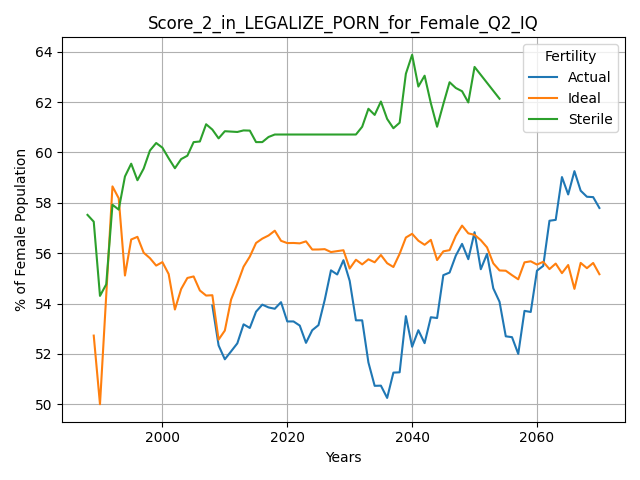 Score_2_in_LEGALIZE_PORN_for_Female_Q2_IQ
Fertility
Actual
Ideal
Sterile
% of Female Population
64
62
60
58
56
54
52
50
2000
2020
2040
2060
Years